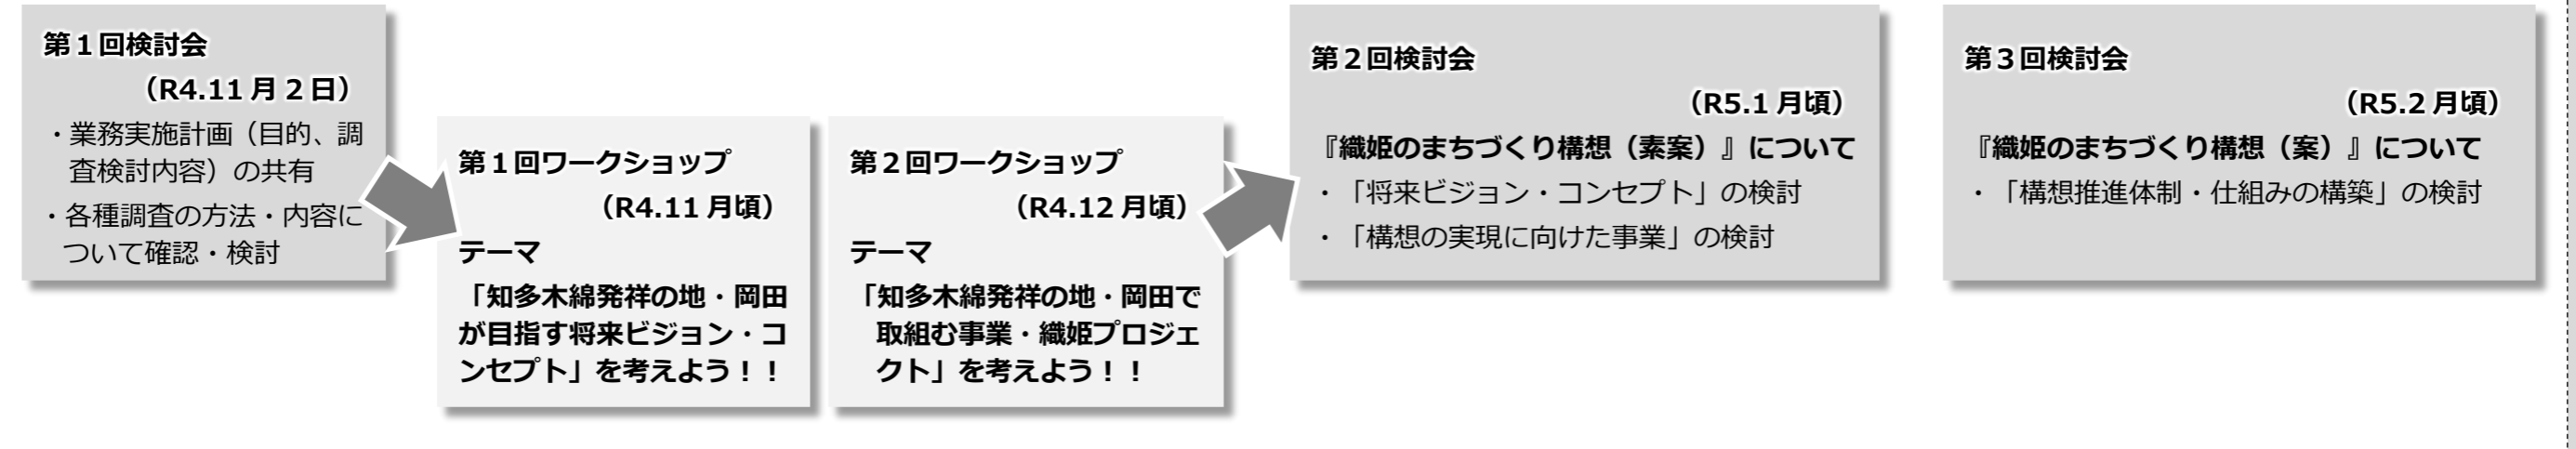 第１回検討会
（R4.11 月 2 日）
・業務実施計画（目的、調
査検討内容）の共有
・各種調査の方法・内容に
ついて確認・検討
第１回ワークショップ
（R4.11 月頃）
テーマ
「知多木綿発祥の地・岡田
が目指す将来ビジョン・コ
ンセプト」を考えよう！！
第２回ワークショップ
（R4.12 月頃）
テーマ
「知多木綿発祥の地・岡田で
取組む事業・織姫プロジェ
クト」を考えよう！！
第２回検討会
（R5.1 月頃）
『織姫のまちづくり構想（素案）』について
・「将来ビジョン・コンセプト」の検討
・「構想の実現に向けた事業」の検討
第３回検討会
（R5.2 月頃）
『織姫のまちづくり構想（案）』について
・「構想推進体制・仕組みの構築」の検討